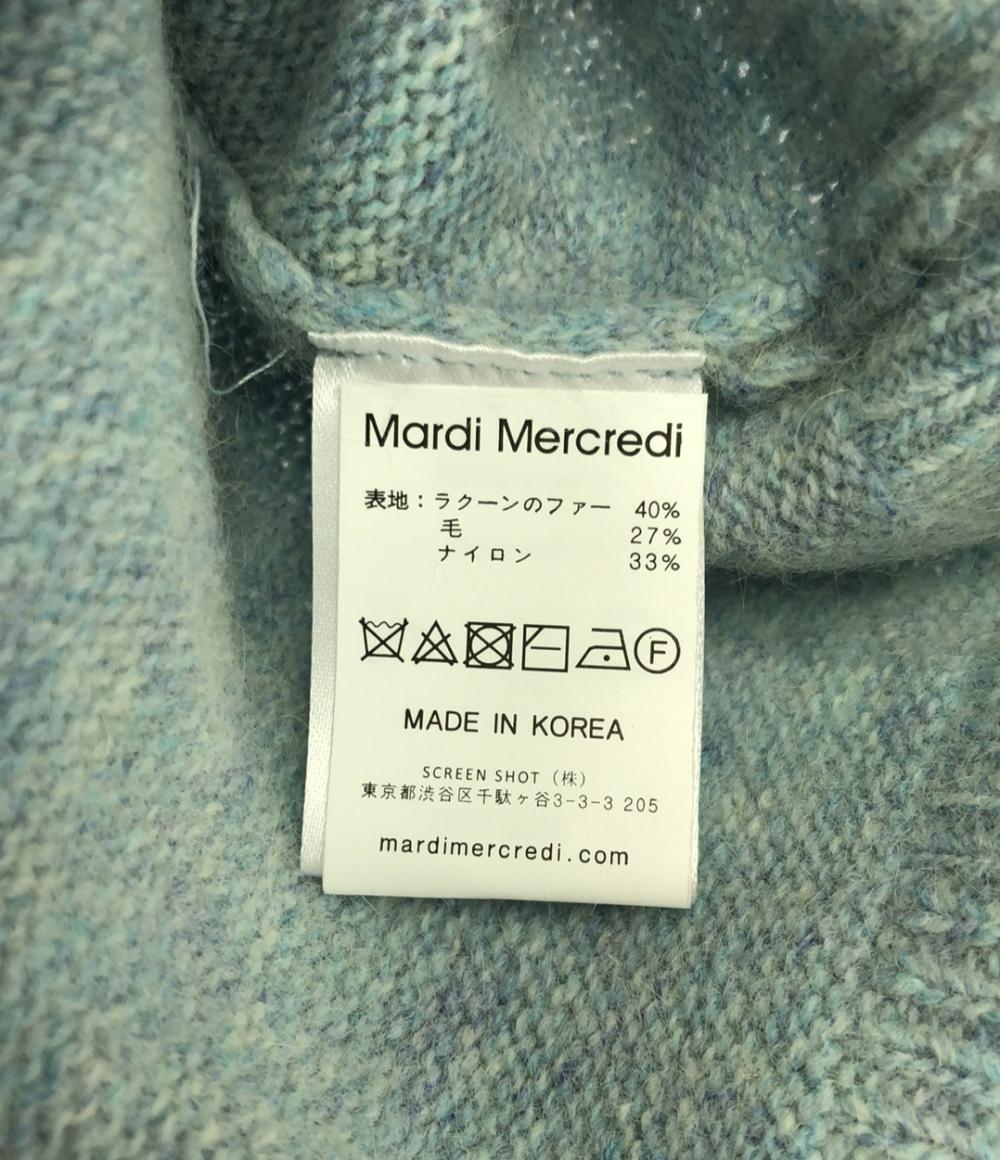 Mardi Mercredi
表地：ラクーンのファー 40%
毛 27%
ナイロン 33%
F
MADE IN KOREA
SCREEN SHOT（株）
東京都渋谷区千駄ヶ谷3-3-3 205
mardimercredi.com